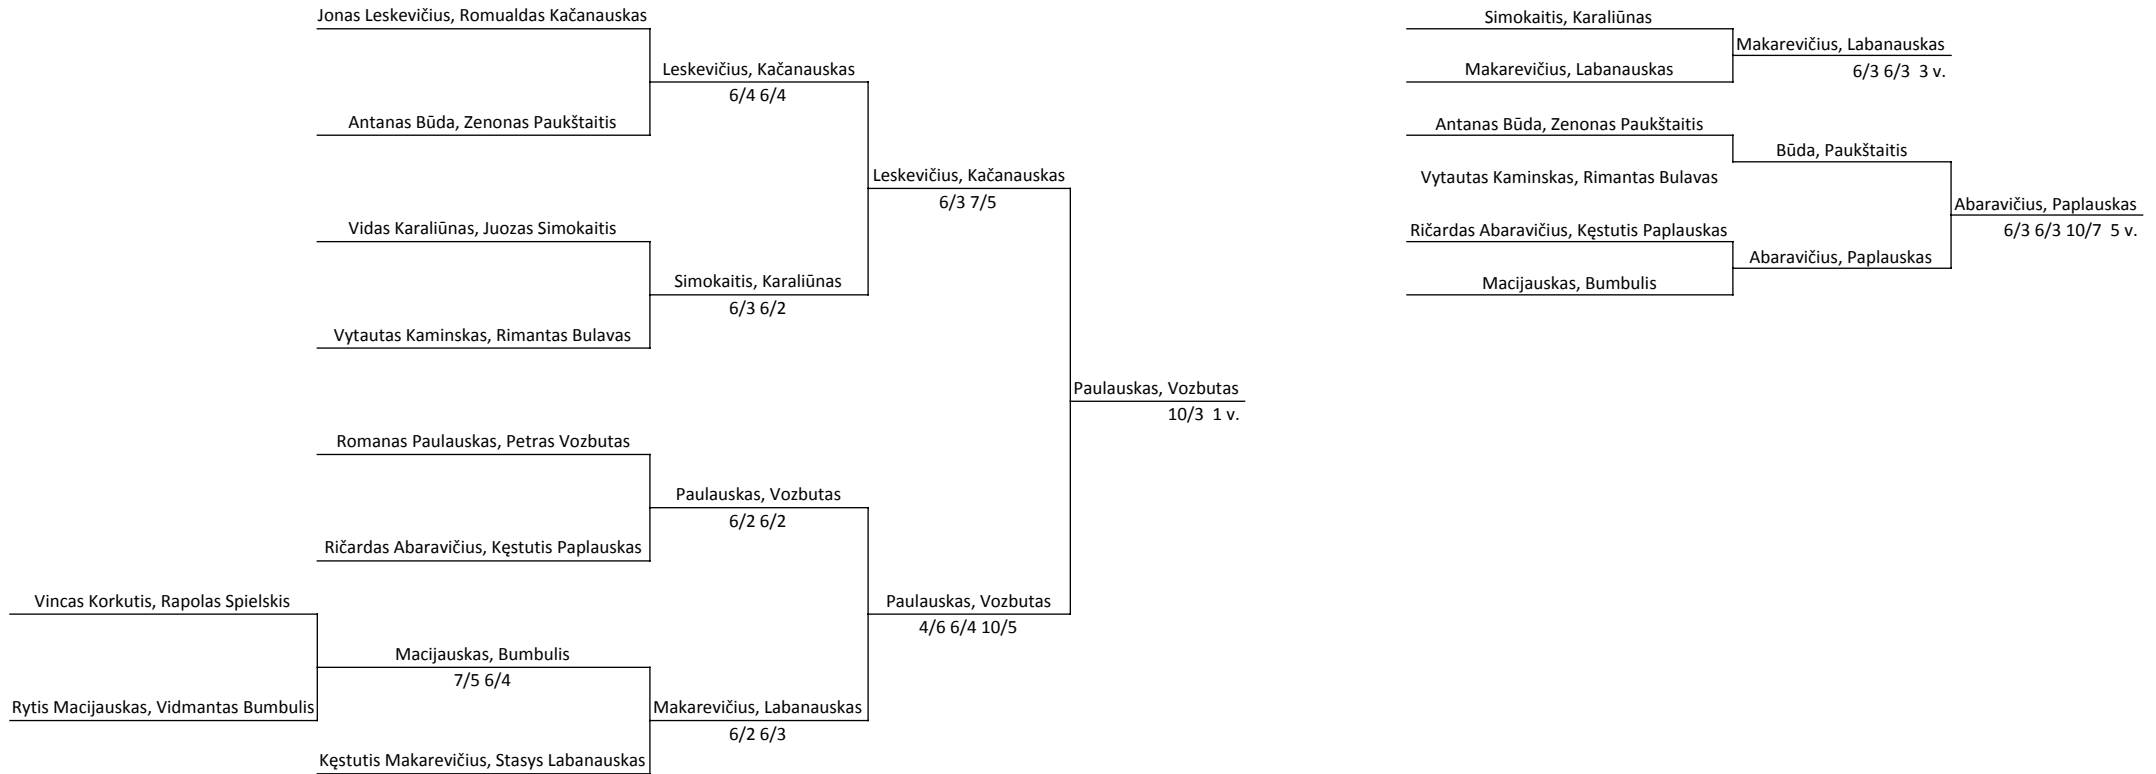 Jonas Leskevičius, Romualdas Kačanauskas
Leskevičius, Kačanauskas
6/4 6/4
Antanas Būda, Zenonas Paukštaitis
Leskevičius, Kačanauskas
6/3 7/5
Vidas Karaliūnas, Juozas Simokaitis
Simokaitis, Karaliūnas
6/3 6/2
Vytautas Kaminskas, Rimantas Bulavas
Paulauskas, Vozbutas
10/3 1 v.
Romanas Paulauskas, Petras Vozbutas
Paulauskas, Vozbutas
6/2 6/2
Ričardas Abaravičius, Kęstutis Paplauskas
Vincas Korkutis, Rapolas Spielskis
Paulauskas, Vozbutas
4/6 6/4 10/5
Macijauskas, Bumbulis
7/5 6/4
Rytis Macijauskas, Vidmantas Bumbulis
Makarevičius, Labanauskas
6/2 6/3
Kęstutis Makarevičius, Stasys Labanauskas
Simokaitis, Karaliūnas
Makarevičius, Labanauskas
6/3 6/3 3 v.
Makarevičius, Labanauskas
Antanas Būda, Zenonas Paukštaitis
Būda, Paukštaitis
Vytautas Kaminskas, Rimantas Bulavas
Abaravičius, Paplauskas
6/3 6/3 10/7 5 v.
Ričardas Abaravičius, Kęstutis Paplauskas
Abaravičius, Paplauskas
Macijauskas, Bumbulis